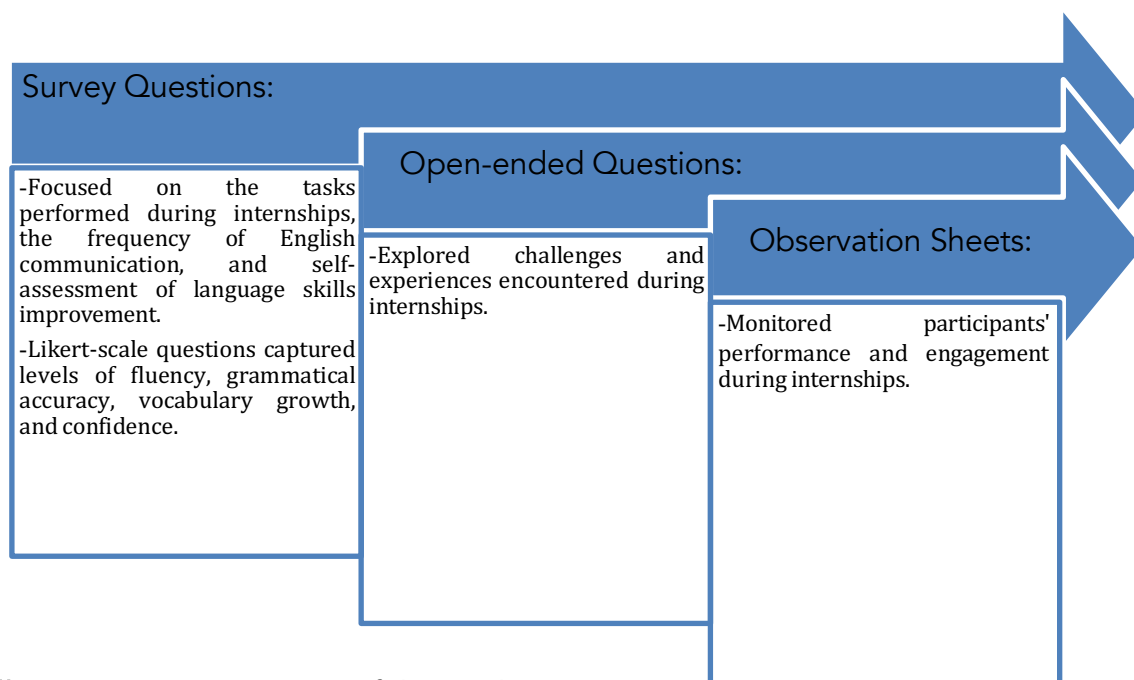 Survey Questions:
-Focused on the tasks
performed during internships,
the frequency of English
communication, and self-
assessment of language skills
improvement.
-Likert-scale questions captured
levels of fluency, grammatical
accuracy, vocabulary growth,
and confidence.
Open-ended Questions:
-Explored challenges and
experiences encountered during
internships.
Observation Sheets:
-Monitored participants'
performance and engagement
during internships.